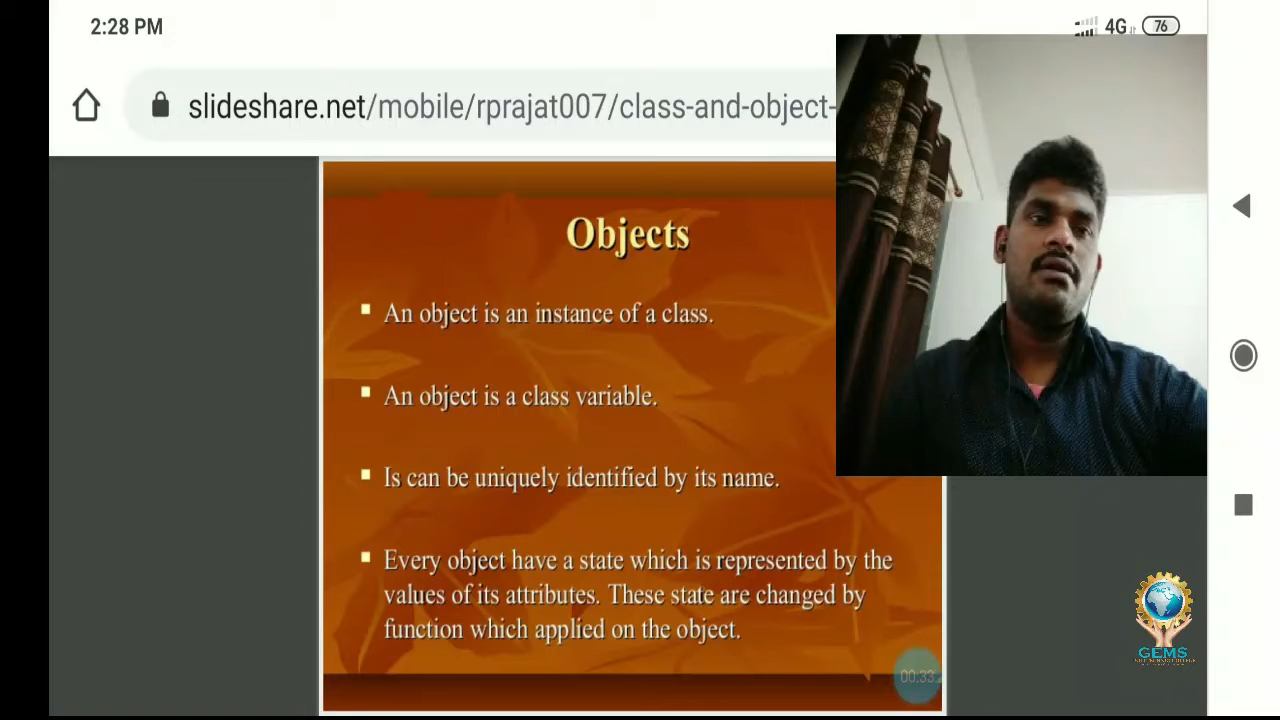 2:28 PM
4G
76
slideshare.net/mobile/rprajat007/class-and-object-
Objects
An object is an instance of a class.
An object is a class variable.
Is can be uniquely identified by its name.
Every object have a state which is represented by the
values of its attributes. These state are changed by
function which applied on the object.
00:33
GEMS